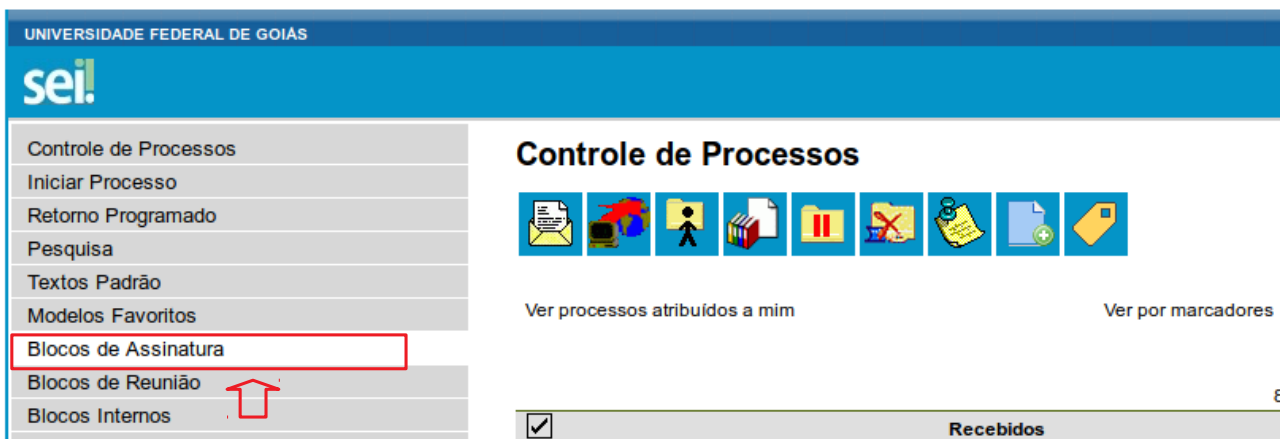 UNIVERSIDADE FEDERAL DE GOIÁS
sei!
Controle de Processos
Iniciar Processo
Retorno Programado
Pesquisa
Textos Padrão
Modelos Favoritos
Blocos de Assinatura
Blocos de Reunião
Blocos Internos
Controle de Processos
Ver processos atribuídos a mim
Ver por marcadores
Recebidos